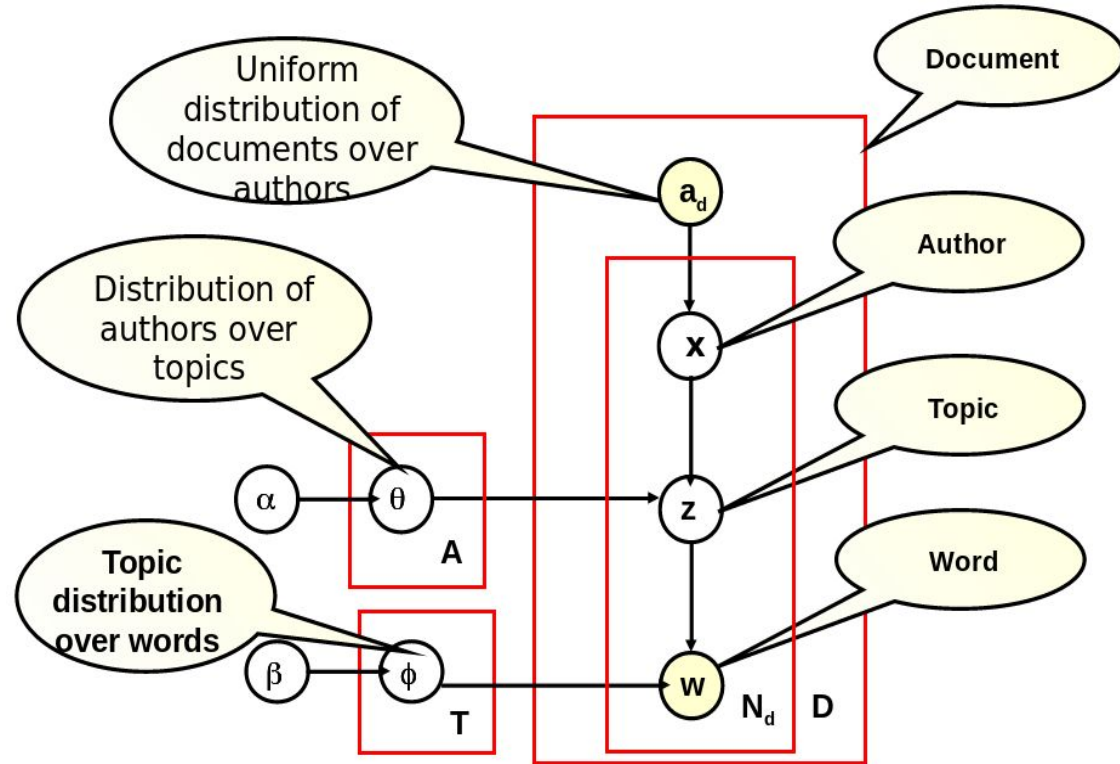 Uniform
distribution of
documents over
authors
Document
a_d
Author
Distribution of
authors over
topics
x
Topic
α
θ
z
A
Topic
distribution
over words
Word
β
ϕ
w
T
N_d
D